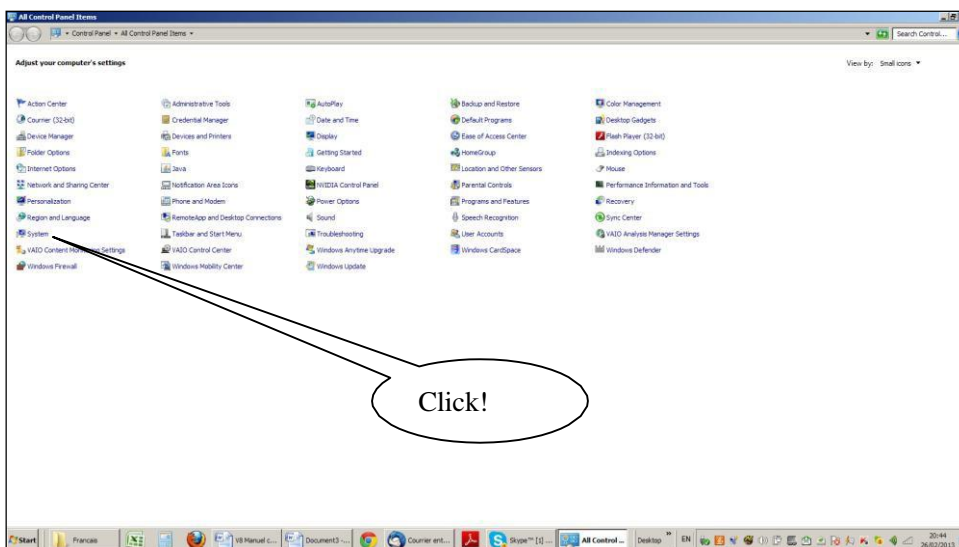 All Control Panel Items
Control Panel All Control Panel Items
Search Control...
Adjust your computer's settings
View by: Small icons
Action Center
Administrative Tools
AutoPlay
Backup and Restore
Color Management
Courrier (32-bit)
Credential Manager
Date and Time
Default Programs
Desktop Gadgets
Device Manager
Devices and Printers
Display
Ease of Access Center
Flash Player (32-bit)
Folder Options
Fonts
Getting Started
HomeGroup
Indexing Options
Internet Options
Java
Keyboard
Location and Other Sensors
Mouse
Network and Sharing Center
Notification Area Icons
NVIDIA Control Panel
Parental Controls
Performance Information and Tools
Personalization
Phone and Modem
Power Options
Programs and Features
Recovery
Region and Language
RemoteApp and Desktop Connections
Sound
Speech Recognition
Sync Center
System
Taskbar and Start Menu
Troubleshooting
User Accounts
VAIO Analysis Manager Settings
VAIO Content Settings
VAIO Control Center
Windows Anytime Upgrade
Windows CardSpace
Windows Defender
Windows Firewall
Windows Mobility Center
Windows Update
Click!
Start
Francais
V8 Manuel c...
Document3 -...
Courrier ent...
Skype™ [1] ...
All Control ...
Desktop
EN
20:44
26/02/2013